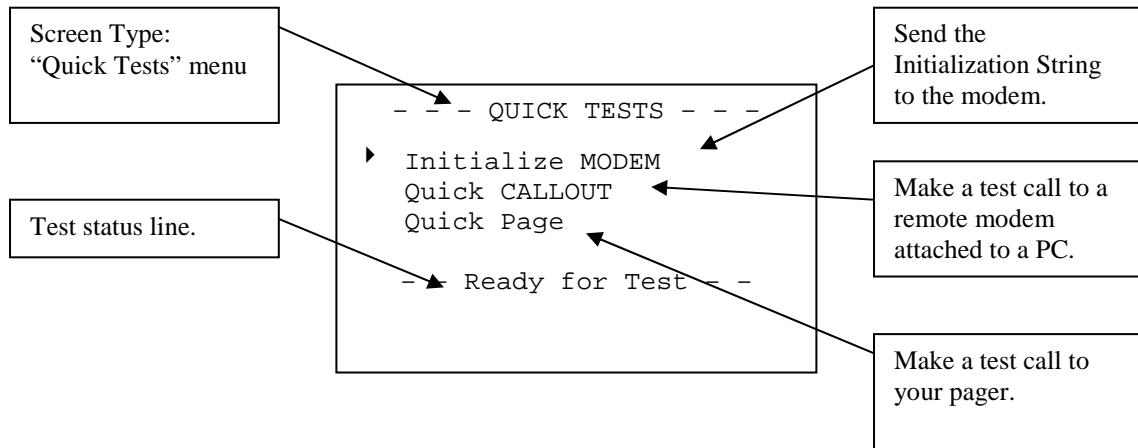 Screen Type:
“Quick Tests” menu
Send the
Initialization String
to the modem.
- - - QUICK TESTS - - -
Initialize MODEM
Quick CALLOUT
Quick Page
- - Ready for Test - -
Test status line.
Make a test call to a
remote modem
attached to a PC.
Make a test call to
your pager.